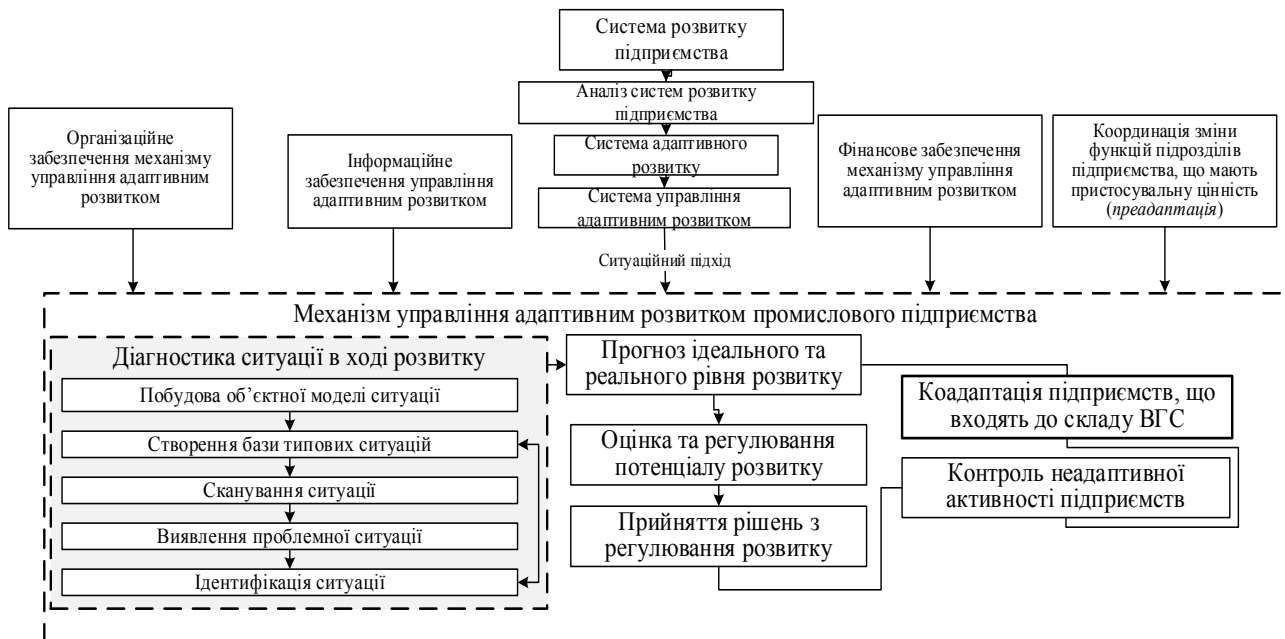 Система розвитку
підприємства
Аналіз систем розвитку
підприємства
Система адаптивного
розвитку
Система управління
адаптивним розвитком
Організаційне
забезпечення механізму
управління адаптивним
розвитком
Інформаційне
забезпечення управління
адаптивним розвитком
Фінансове забезпечення
механізму управління
адаптивним розвитком
Координація зміни
функцій підрозділів
підприємства, що мають
пристосувальну цінність
(преадаптація)
Ситуаційний підхід
Механізм управління адаптивним розвитком промислового підприємства
Діагностика ситуації в ході розвитку
Побудова об’єктної моделі ситуації
Створення бази типових ситуацій
Сканування ситуації
Виявлення проблемної ситуації
Ідентифікація ситуації
Прогноз ідеального та
реального рівня розвитку
Оцінка та регулювання
потенціалу розвитку
Прийняття рішень з
регулювання розвитку
Коадаптація підприємств, що
входять до складу ВГС
Контроль неадаптивної
активності підприємств